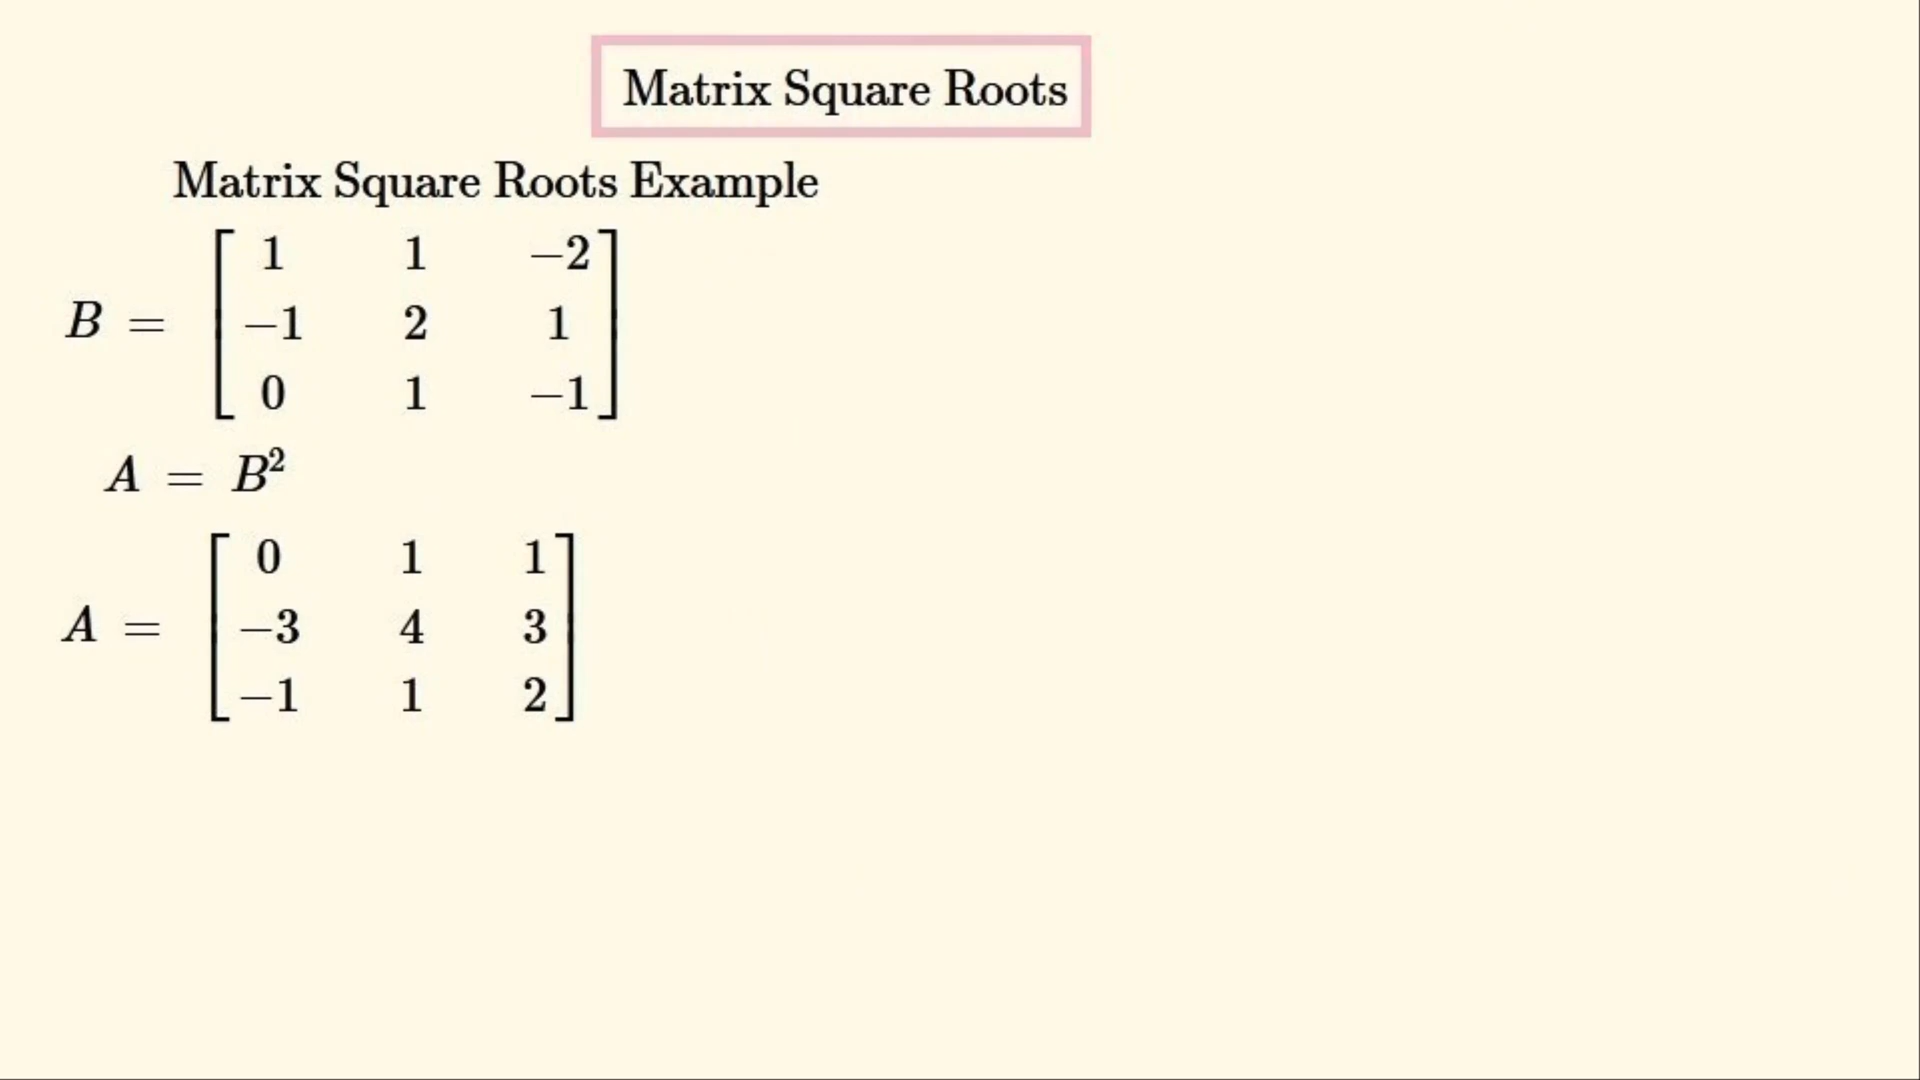 Matrix Square Roots
Matrix Square Roots Example
B = [ 1 1 −2
−1 2 1
0 1 −1 ]
A = B²
A = [ 0 1 1
−3 4 3
−1 1 2 ]